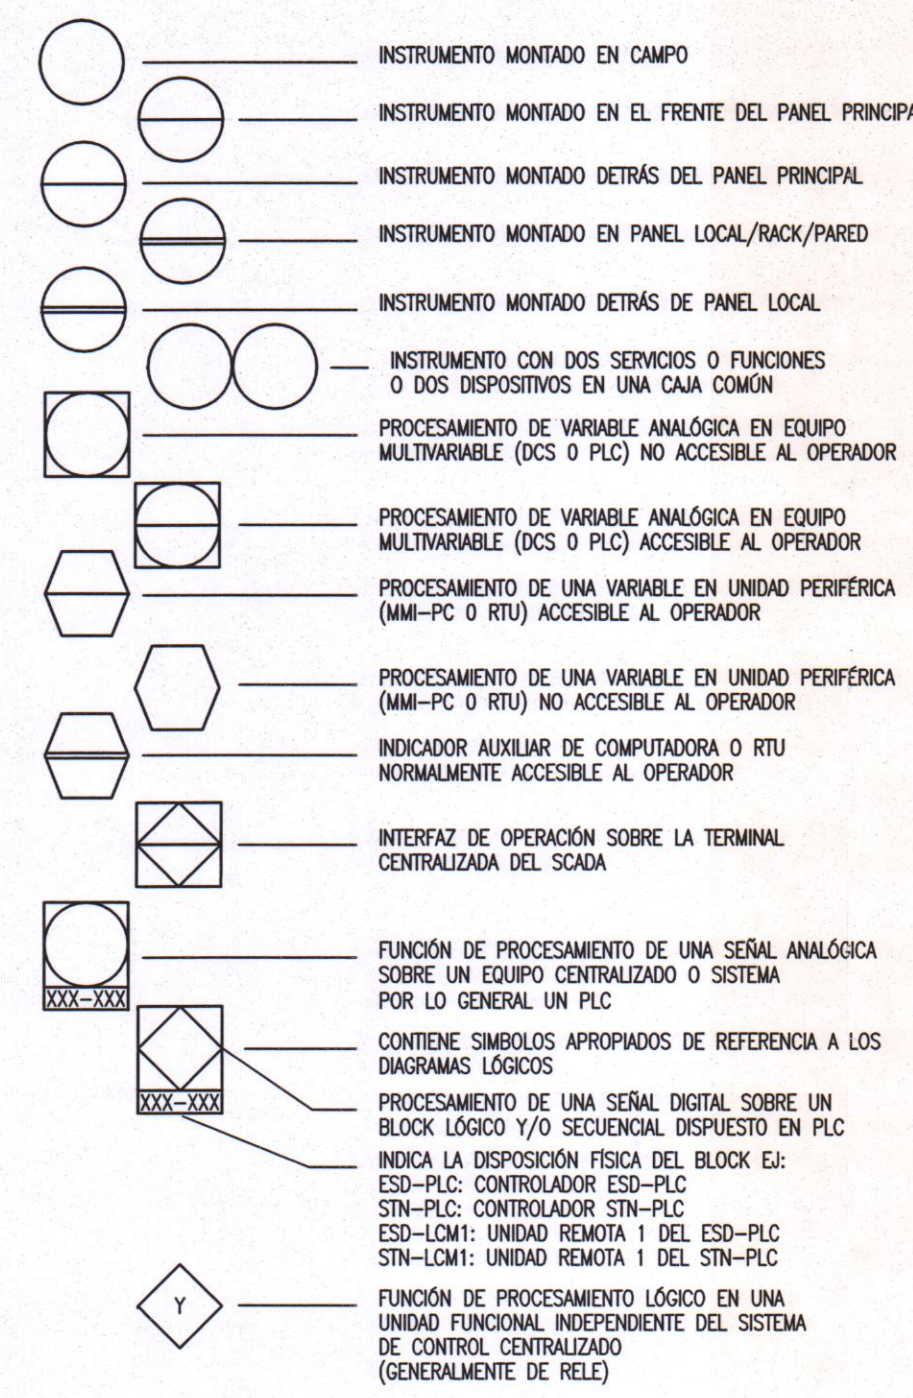 INSTRUMENTO MONTADO EN CAMPO
INSTRUMENTO MONTADO EN EL FRENTE DEL PANEL PRINCIPA
INSTRUMENTO MONTADO DETRÁS DEL PANEL PRINCIPAL
INSTRUMENTO MONTADO EN PANEL LOCAL/RACK/PARED
INSTRUMENTO MONTADO DETRÁS DE PANEL LOCAL
INSTRUMENTO CON DOS SERVICIOS O FUNCIONES
O DOS DISPOSITIVOS EN UNA CAJA COMÚN
PROCESAMIENTO DE VARIABLE ANALÓGICA EN EQUIPO
MULTIVARIABLE (DCS O PLC) NO ACCESIBLE AL OPERADOR
PROCESAMIENTO DE VARIABLE ANALÓGICA EN EQUIPO
MULTIVARIABLE (DCS O PLC) ACCESIBLE AL OPERADOR
PROCESAMIENTO DE UNA VARIABLE EN UNIDAD PERIFÉRICA
(MMI-PC O RTU) ACCESIBLE AL OPERADOR
PROCESAMIENTO DE UNA VARIABLE EN UNIDAD PERIFÉRICA
(MMI-PC O RTU) NO ACCESIBLE AL OPERADOR
INDICADOR AUXILIAR DE COMPUTADORA O RTU
NORMALMENTE ACCESIBLE AL OPERADOR
INTERFAZ DE OPERACIÓN SOBRE LA TERMINAL
CENTRALIZADA DEL SCADA
FUNCIÓN DE PROCESAMIENTO DE UNA SEÑAL ANALÓGICA
SOBRE UN EQUIPO CENTRALIZADO O SISTEMA
POR LO GENERAL UN PLC
XXX-XXX
CONTIENE SIMBOLOS APROPIADOS DE REFERENCIA A LOS
DIAGRAMAS LÓGICOS
XXX-XXX
PROCESAMIENTO DE UNA SEÑAL DIGITAL SOBRE UN
BLOCK LÓGICO Y/O SECUENCIAL DISPUESTO EN PLC
INDICA LA DISPOSICIÓN FÍSICA DEL BLOCK EJ:
ESD-PLC: CONTROLADOR ESD-PLC
STN-PLC: CONTROLADOR STN-PLC
ESD-LCM1: UNIDAD REMOTA 1 DEL ESD-PLC
STN-LCM1: UNIDAD REMOTA 1 DEL STN-PLC
Y
FUNCIÓN DE PROCESAMIENTO LÓGICO EN UNA
UNIDAD FUNCIONAL INDEPENDIENTE DEL SISTEMA
DE CONTROL CENTRALIZADO
(GENERALMENTE DE RELE)